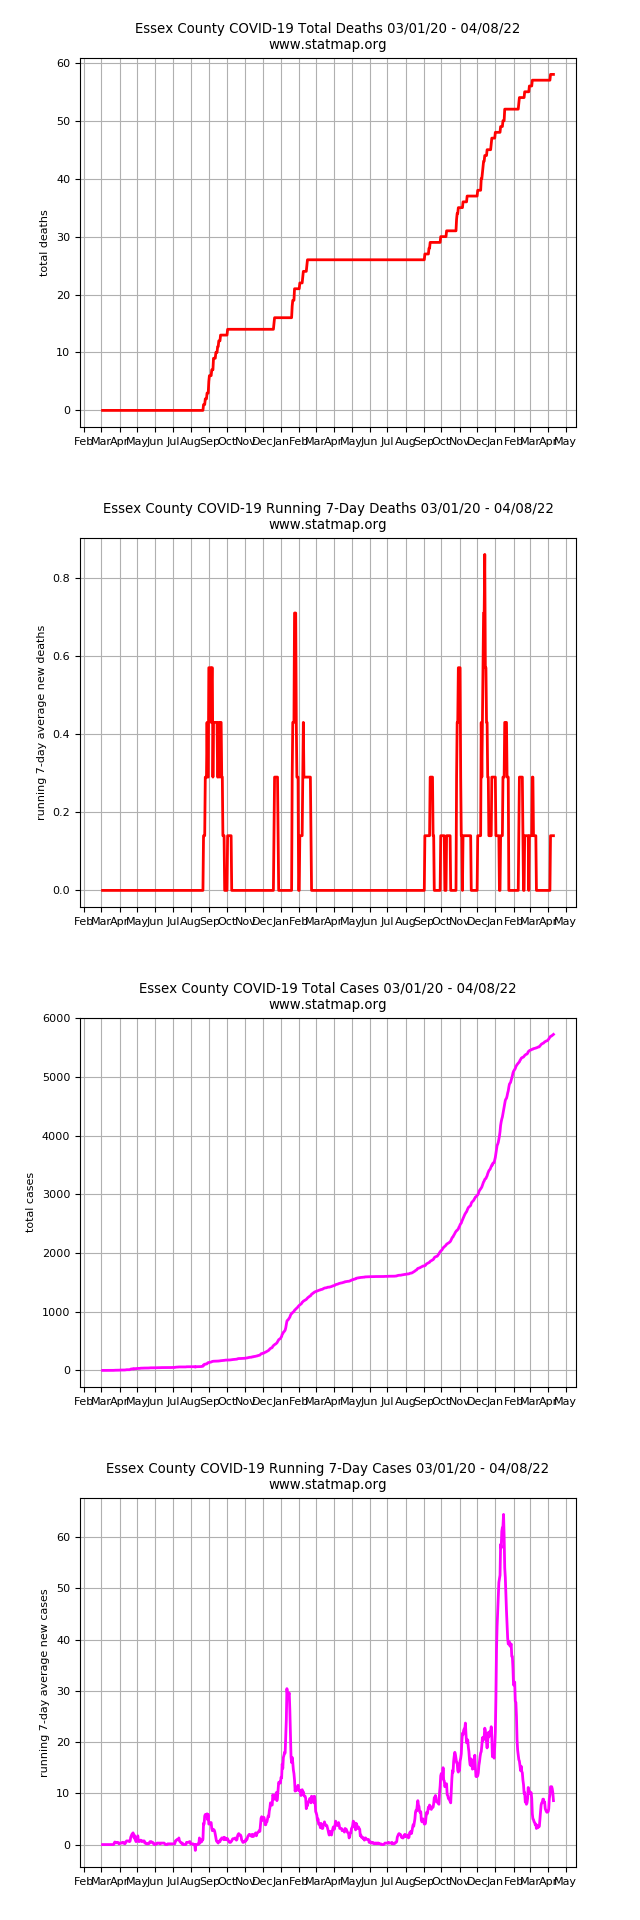 Essex County COVID-19 Total Deaths 03/01/20 - 04/08/22
www.statmap.org
60
50
40
30
20
10
0
total deaths
Feb Mar Apr May Jun Jul Aug Sep Oct Nov Dec Jan Feb Mar Apr May Jun Jul Aug Sep Oct Nov Dec Jan Feb Mar Apr May
Essex County COVID-19 Running 7-Day Deaths 03/01/20 - 04/08/22
www.statmap.org
0.8
0.6
0.4
0.2
0.0
running 7-day average new deaths
Feb Mar Apr May Jun Jul Aug Sep Oct Nov Dec Jan Feb Mar Apr May Jun Jul Aug Sep Oct Nov Dec Jan Feb Mar Apr May
Essex County COVID-19 Total Cases 03/01/20 - 04/08/22
www.statmap.org
6000
5000
4000
3000
2000
1000
0
total cases
Feb Mar Apr May Jun Jul Aug Sep Oct Nov Dec Jan Feb Mar Apr May Jun Jul Aug Sep Oct Nov Dec Jan Feb Mar Apr May
Essex County COVID-19 Running 7-Day Cases 03/01/20 - 04/08/22
www.statmap.org
60
50
40
30
20
10
0
running 7-day average new cases
Feb Mar Apr May Jun Jul Aug Sep Oct Nov Dec Jan Feb Mar Apr May Jun Jul Aug Sep Oct Nov Dec Jan Feb Mar Apr May